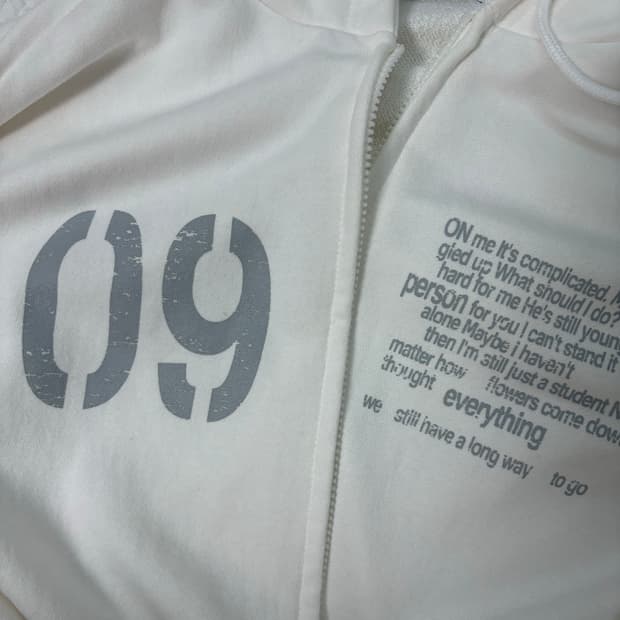 09
ON me It's complicated.
gied up What should I do?
hard for me He's still young
person for you I can't stand it
alone Maybe I haven't
then I'm still just a student
matter how flowers come down
thought everything
we still have a long way to go